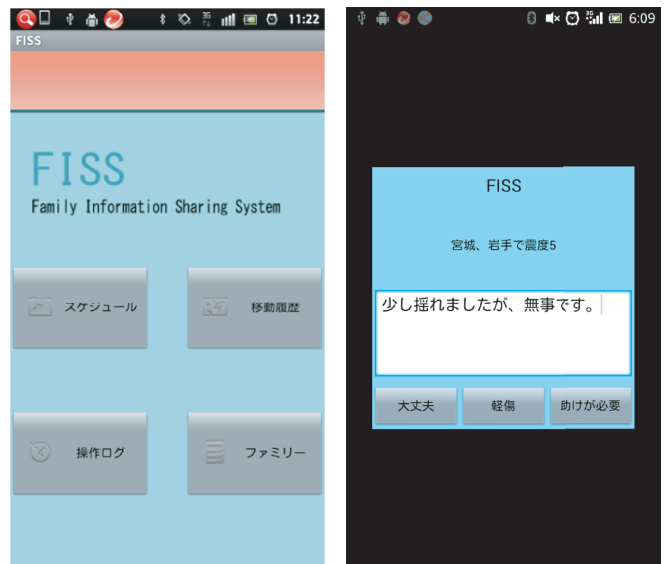 3G 11:22
FISS
FISS
Family Information Sharing System
スケジュール
移動履歴
操作ログ
ファミリー
3G 6:09
FISS
宮城、岩手で震度5
少し揺れましたが、無事です。
大丈夫
軽傷
助けが必要